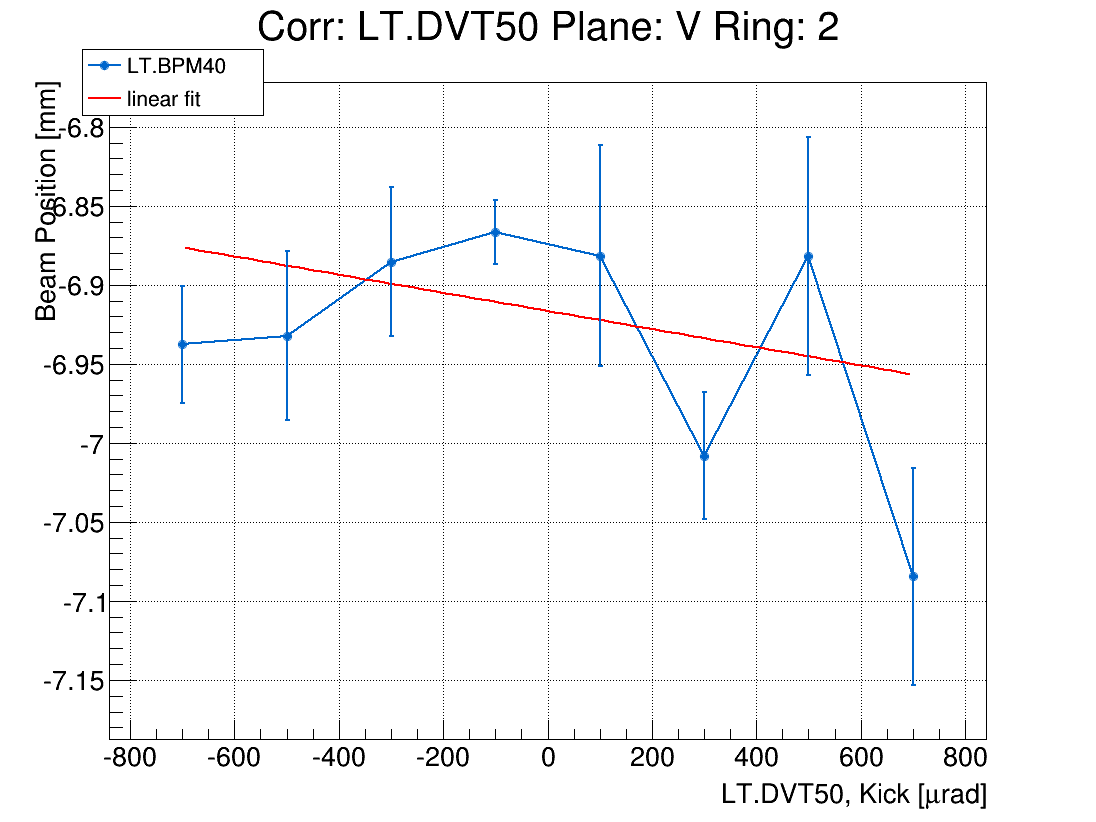 Corr: LT.DVT50 Plane: V Ring: 2
LT.BPM40
linear fit
Beam Position [mm]
-6.8
-6.85
-6.9
-6.95
-7
-7.05
-7.1
-7.15
-800 -600 -400 -200 0 200 400 600 800
LT.DVT50, Kick [μrad]